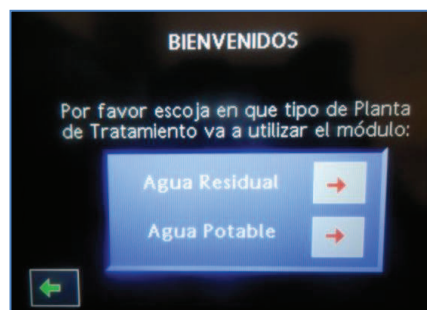 BIENVENIDOS
Por favor escoja en que tipo de Planta
de Tratamiento va a utilizar el módulo:
Agua Residual
Agua Potable